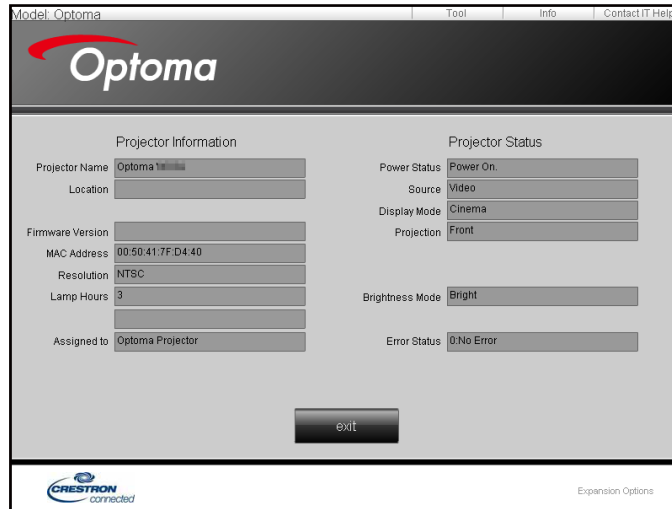 Model: Optoma
Tool Info Contact IT Help
Optoma
Projector Information
Projector Name Optoma
Location
Firmware Version
MAC Address 00:50:41:7F:D4:40
Resolution NTSC
Lamp Hours 3
Assigned to Optoma Projector
Projector Status
Power Status Power On.
Source Video
Display Mode Cinema
Projection Front
Brightness Mode Bright
Error Status 0:No Error
exit
CRESTRON
connected
Expansion Options